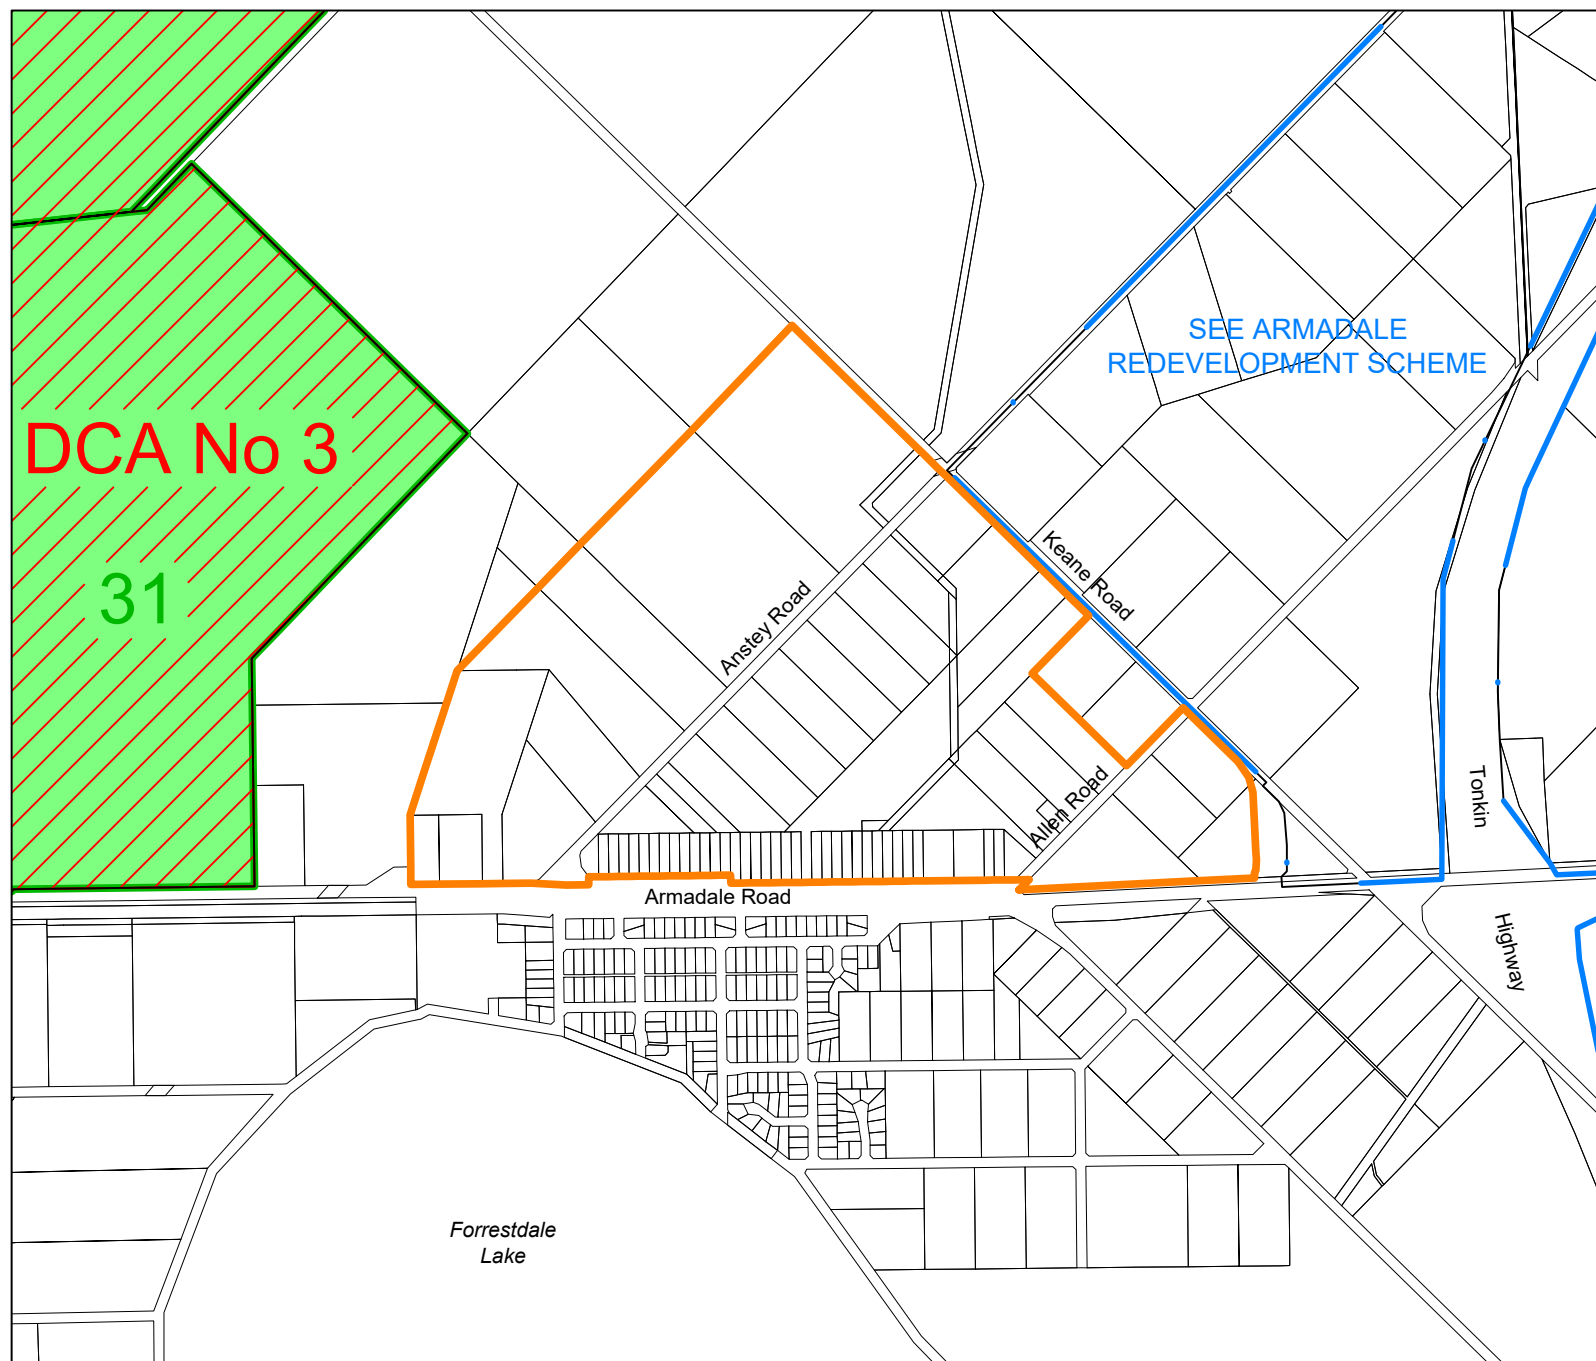 SEE ARMADALE
REDEVELOPMENT SCHEME
DCA No 3
31
Keane Road
Anstey Road
Allen Road
Tonkin
Highway
Armadale Road
Forrestdale
Lake